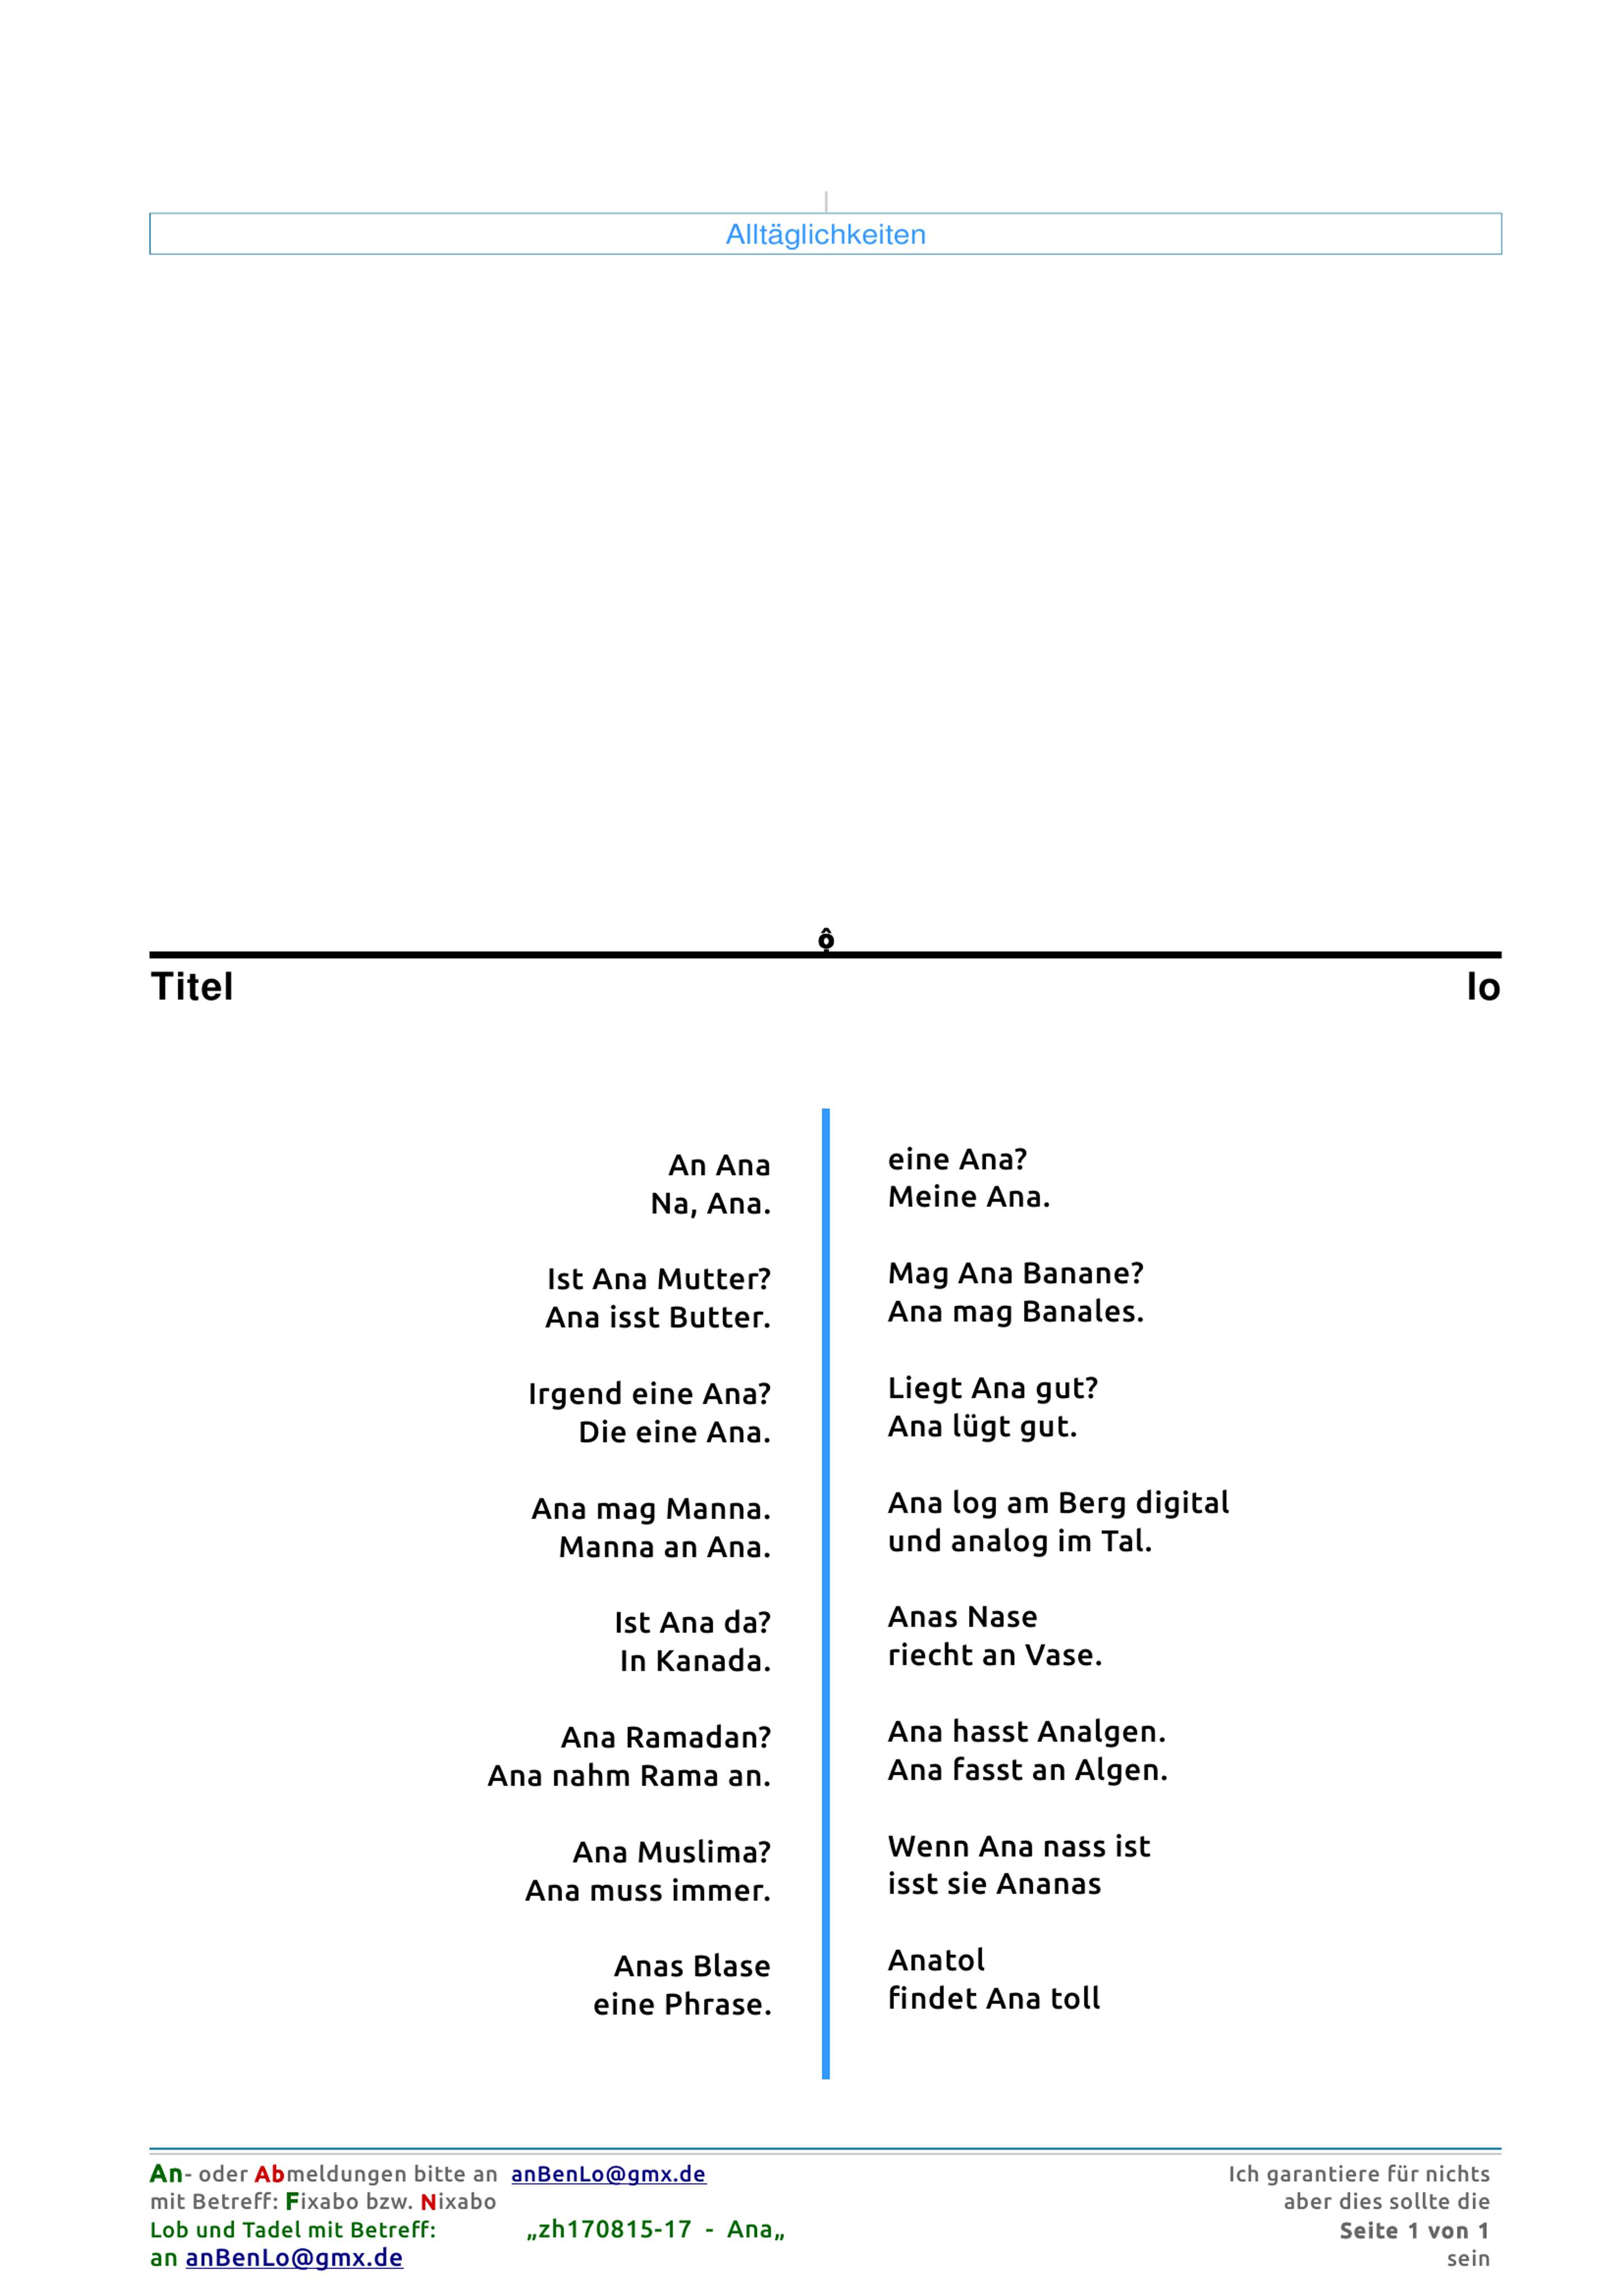 Alltäglichkeiten
Titel
lo
An Ana
Na, Ana.
Ist Ana Mutter?
Ana isst Butter.
Irgend eine Ana?
Die eine Ana.
Ana mag Manna.
Manna an Ana.
Ist Ana da?
In Kanada.
Ana Ramadan?
Ana nahm Rama an.
Ana Muslima?
Ana muss immer.
Anas Blase
eine Phrase.
eine Ana?
Meine Ana.
Mag Ana Banane?
Ana mag Banales.
Liegt Ana gut?
Ana lügt gut.
Ana log am Berg digital
und analog im Tal.
Anas Nase
riecht an Vase.
Ana hasst Analgen.
Ana fasst an Algen.
Wenn Ana nass ist
isst sie Ananas
Anatol
findet Ana toll
An- oder Abmeldungen bitte an anBenLo@gmx.de
mit Betreff: Fixabo bzw. Nixabo
Lob und Tadel mit Betreff: „zh170815-17 - Ana„
an anBenLo@gmx.de
Ich garantiere für nichts
aber dies sollte die
Seite 1 von 1
sein